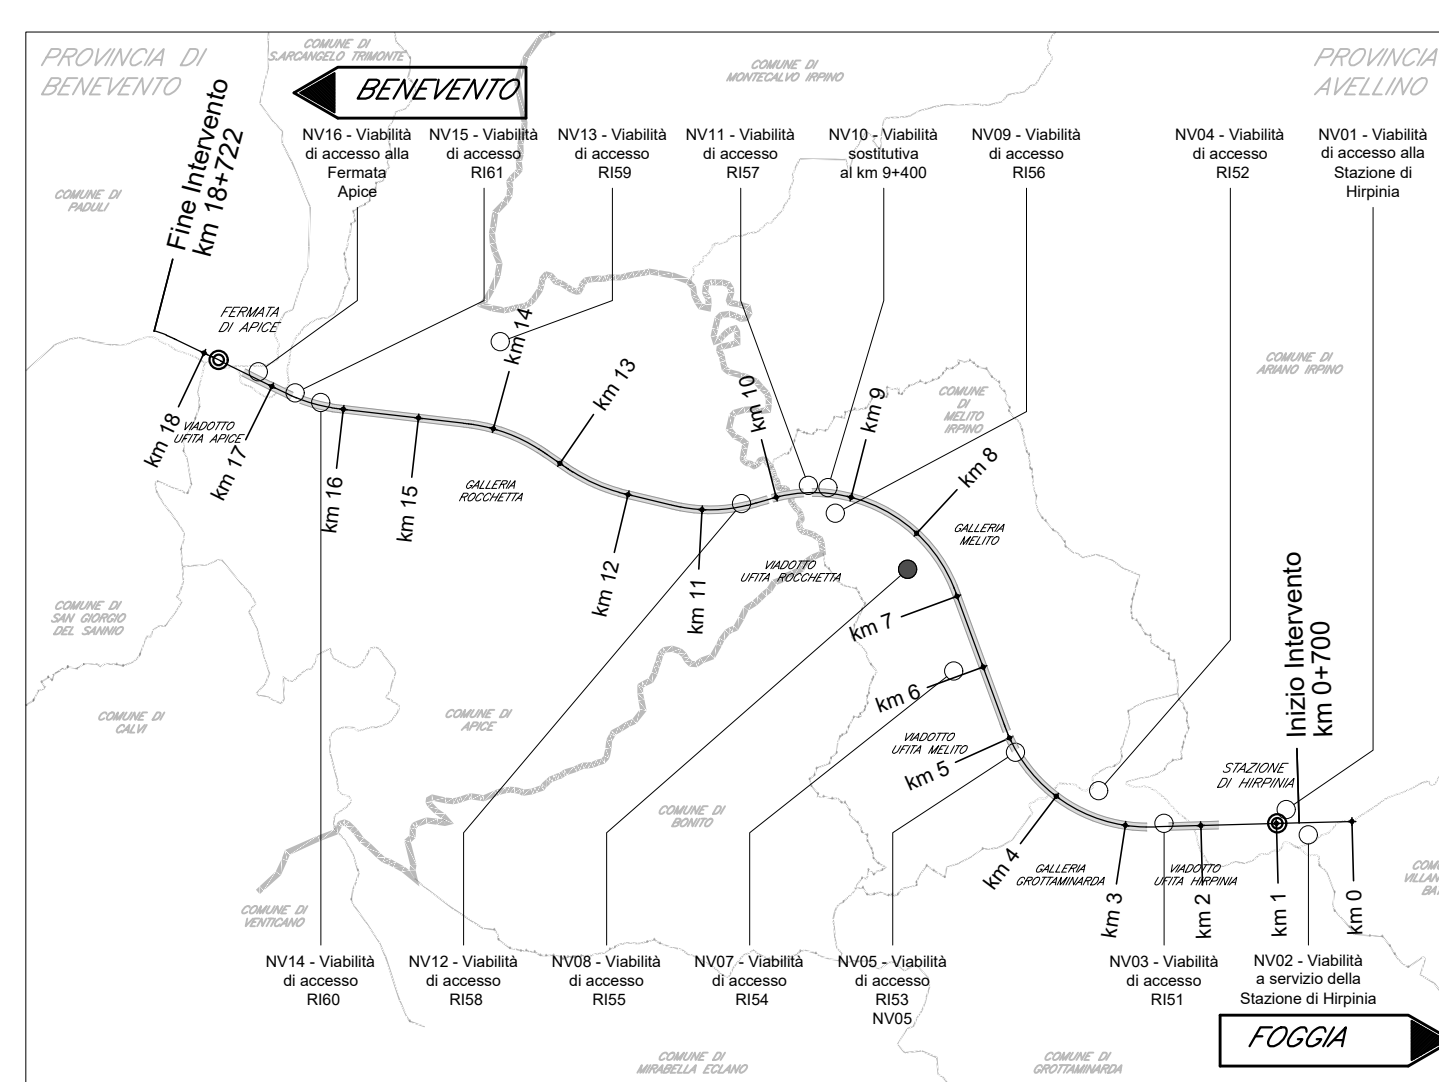 PROVINCIA DI
BENEVENTO
COMUNE DI
S.ARCANGELO TRIMONTE
COMUNE DI
MONTECALVO IRPINO
PROVINCIA
AVELLINO
BENEVENTO
Fine Intervento
km 18+722
NV16 - Viabilità
di accesso alla
Fermata
Apice
NV15 - Viabilità
di accesso
RI61
NV13 - Viabilità
di accesso
RI59
NV11 - Viabilità
di accesso
RI57
NV10 - Viabilità
sostitutiva
al km 9+400
NV09 - Viabilità
di accesso
RI56
NV04 - Viabilità
di accesso
RI52
NV01 - Viabilità
di accesso alla
Stazione di
Hirpinia
COMUNE DI
PADULI
FERMATA
DI APICE
km 14
km 13
km 10
km 9
COMUNE
DI
MELITO
IRPINO
COMUNE DI
ARIANO IRPINO
km 18
VIADOTTO
UFITA APICE
km 17
km 16
km 15
GALLERIA
ROCCHETTA
km 12
km 11
VIADOTTO
UFITA ROCCHETTA
km 8
GALLERIA
MELITO
km 7
COMUNE DI
SAN GIORGIO
DEL SANNIO
Inizio Intervento
km 0+700
km 6
COMUNE DI
CALVI
COMUNE DI
APICE
VIADOTTO
UFITA MELITO
km 5
STAZIONE
DI HIRPINIA
COMUNE DI
BONITO
km 4
GALLERIA
GROTTAMINARDA
km 3
VIADOTTO
UFITA HIRPINIA
km 2
km 1
km 0
VILLAN
COMUNE DI
VENTICANO
NV14 - Viabilità
di accesso
RI60
NV12 - Viabilità
di accesso
RI58
NV08 - Viabilità
di accesso
RI55
NV07 - Viabilità
di accesso
RI54
NV05 - Viabilità
di accesso
RI53
NV05
NV03 - Viabilità
di accesso
RI51
NV02 - Viabilità
a servizio della
Stazione di Hirpinia
FOGGIA
COMUNE DI
MIRABELLA ECLANO
COMUNE DI
GROTTAMINARDA